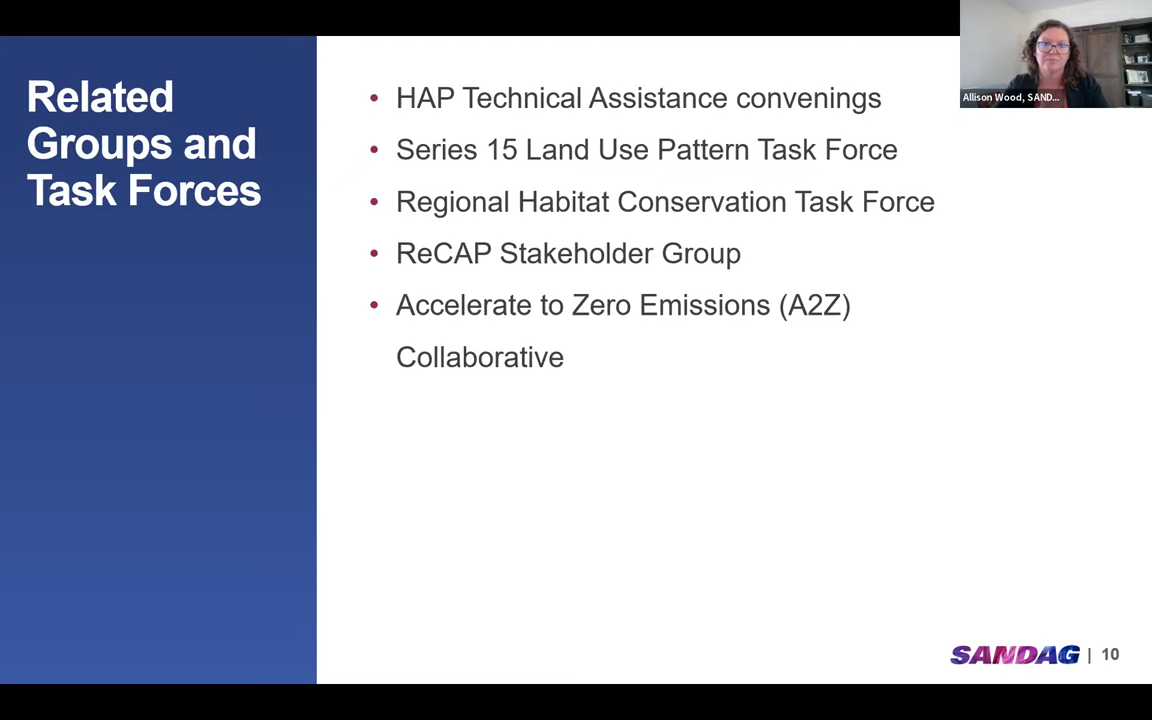 Related
Groups and
Task Forces
• HAP Technical Assistance convenings
• Series 15 Land Use Pattern Task Force
• Regional Habitat Conservation Task Force
• ReCAP Stakeholder Group
• Accelerate to Zero Emissions (A2Z)
Collaborative
Allison Wood, SAND...
SANDAG | 10